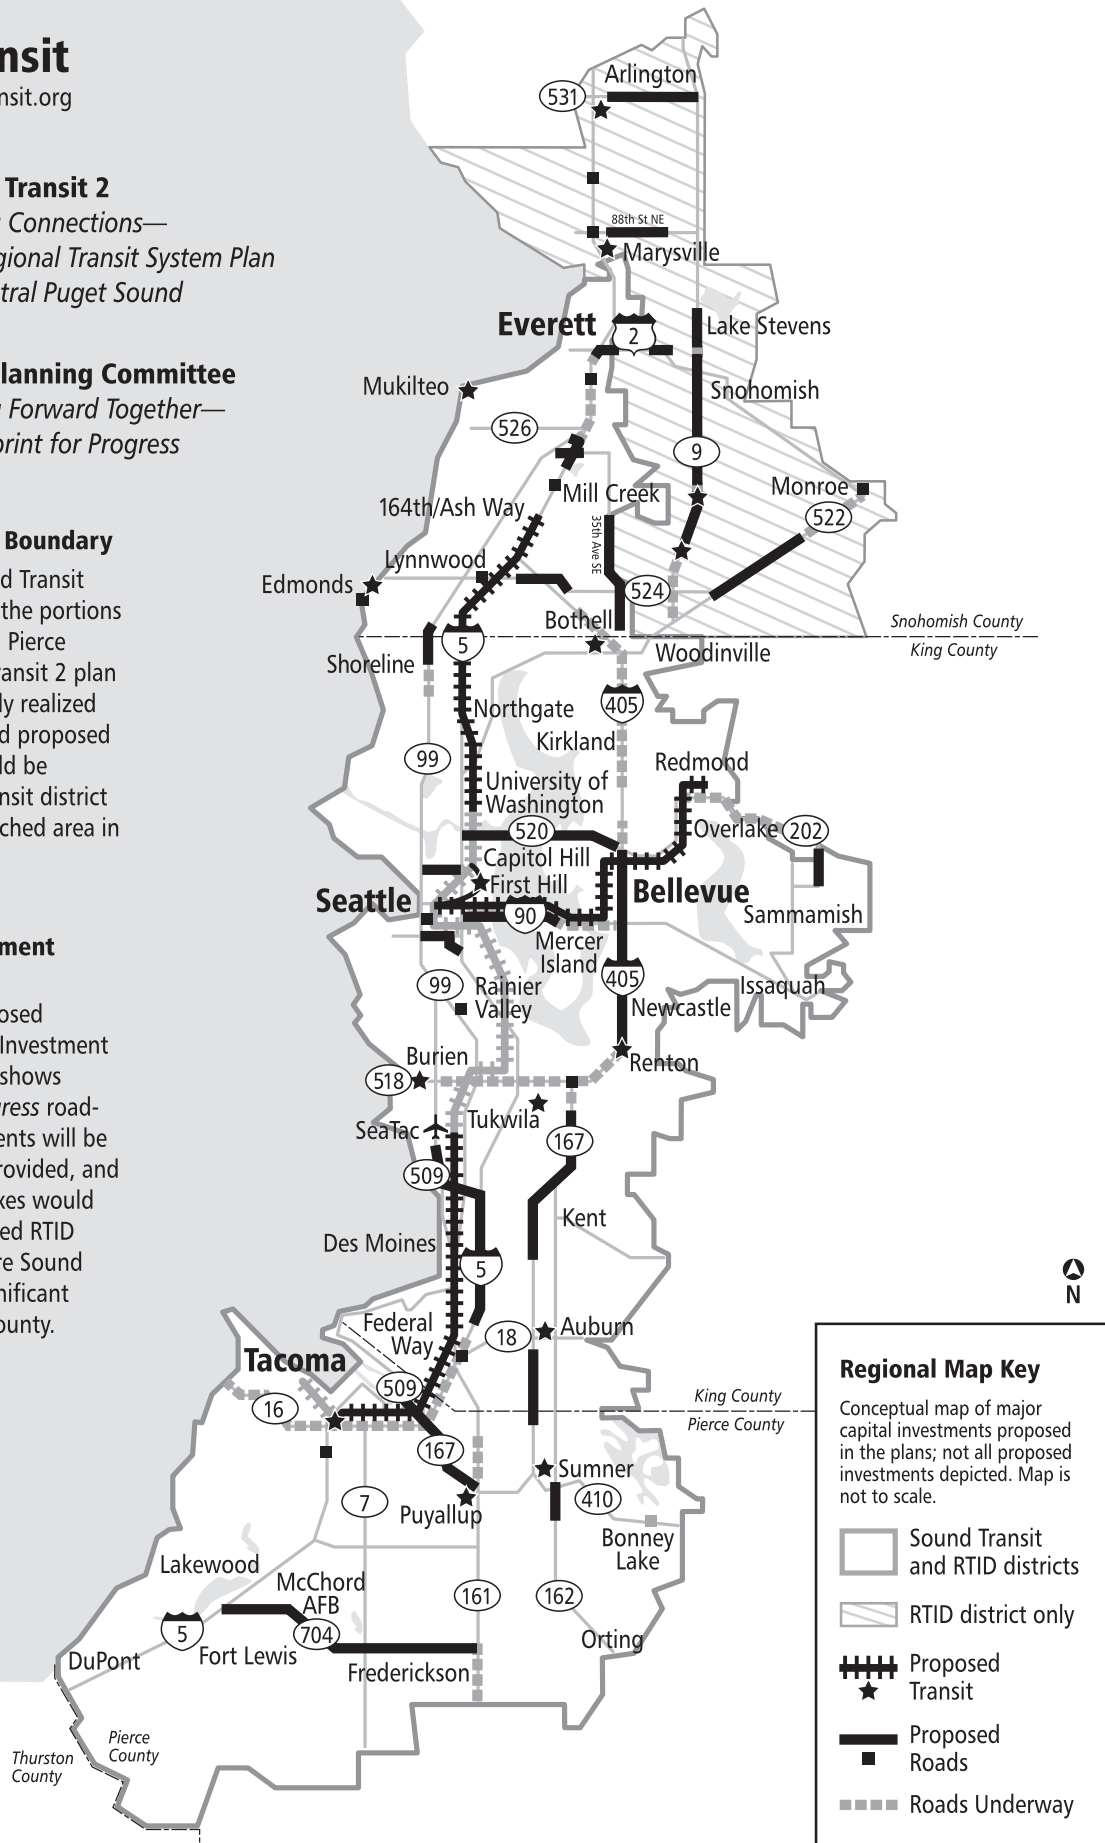 nsit
nsit.org
Transit 2
Connections—
gional Transit System Plan
tral Puget Sound
lanning Committee
Forward Together—
print for Progress
Boundary
d Transit
the portions
Pierce
ransit 2 plan
ly realized
d proposed
ld be
nsit district
ched area in
ment
osed
Investment
shows
gress road-
ents will be
rovided, and
xes would
ed RTID
re Sound
nificant
ounty.
Arlington
531
88th St NE
Marysville
Everett
2
Lake Stevens
Mukilteo
Snohomish
526
9
Monroe
Mill Creek
164th/Ash Way
522
35th Ave SE
Lynnwood
Edmonds
524
Bothell
Snohomish County
King County
5
Shoreline
Woodinville
405
Northgate
Kirkland
99
Redmond
University of
Washington
520
Overlake
202
Capitol Hill
First Hill
Seattle
Bellevue
90
Sammamish
Mercer
Island
405
99
Rainier
Valley
Issaquah
Newcastle
Burien
Renton
518
Tukwila
SeaTac
167
509
Kent
Des Moines
5
Federal
Way
18
Auburn
Tacoma
509
16
King County
Pierce County
167
Sumner
7
410
Puyallup
Bonney
Lake
Lakewood
McChord
AFB
161
162
5
704
Orting
DuPont
Fort Lewis
Frederickson
Pierce
County
Thurston
County
N
Regional Map Key
Conceptual map of major
capital investments proposed
in the plans; not all proposed
investments depicted. Map is
not to scale.
Sound Transit
and RTID districts
RTID district only
Proposed
Transit
Proposed
Roads
Roads Underway